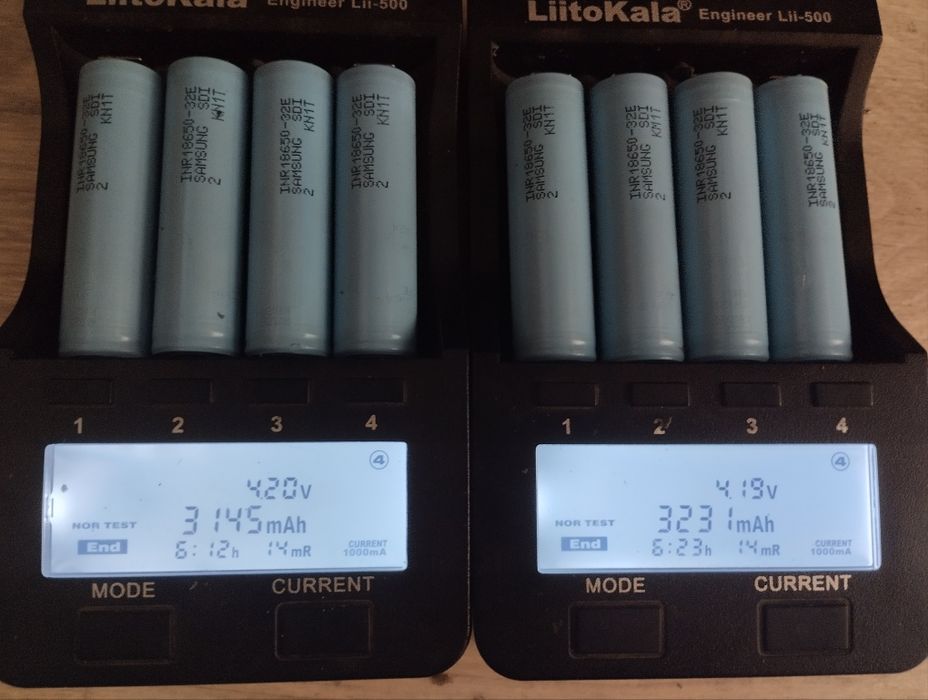 LiitoKala Engineer Lii-500
INR18650-32E
SAMSUNG SDI
2 KN1T
INR18650-32E
SAMSUNG SDI
2 KN1T
INR18650-32E
SAMSUNG SDI
2 KN1T
INR18650-32E
SAMSUNG SDI
2 KN1T
1 2 3 4
4
4.20V
NOR TEST 3145mAh
End 6:12h 14mR CURRENT 1000mA
MODE CURRENT
LiitoKala® Engineer Lii-500
INR18650-32E
SAMSUNG SDI
2 KN1T
INR18650-32E
SAMSUNG SDI
2 KN1T
INR18650-32E
SAMSUNG SDI
2 KN1T
INR18650-32E
SAMSUNG SDI
2 KN1T
1 2 3 4
4
4.19V
NOR TEST 3231mAh
End 6:23h 14mR CURRENT 1000mA
MODE CURRENT